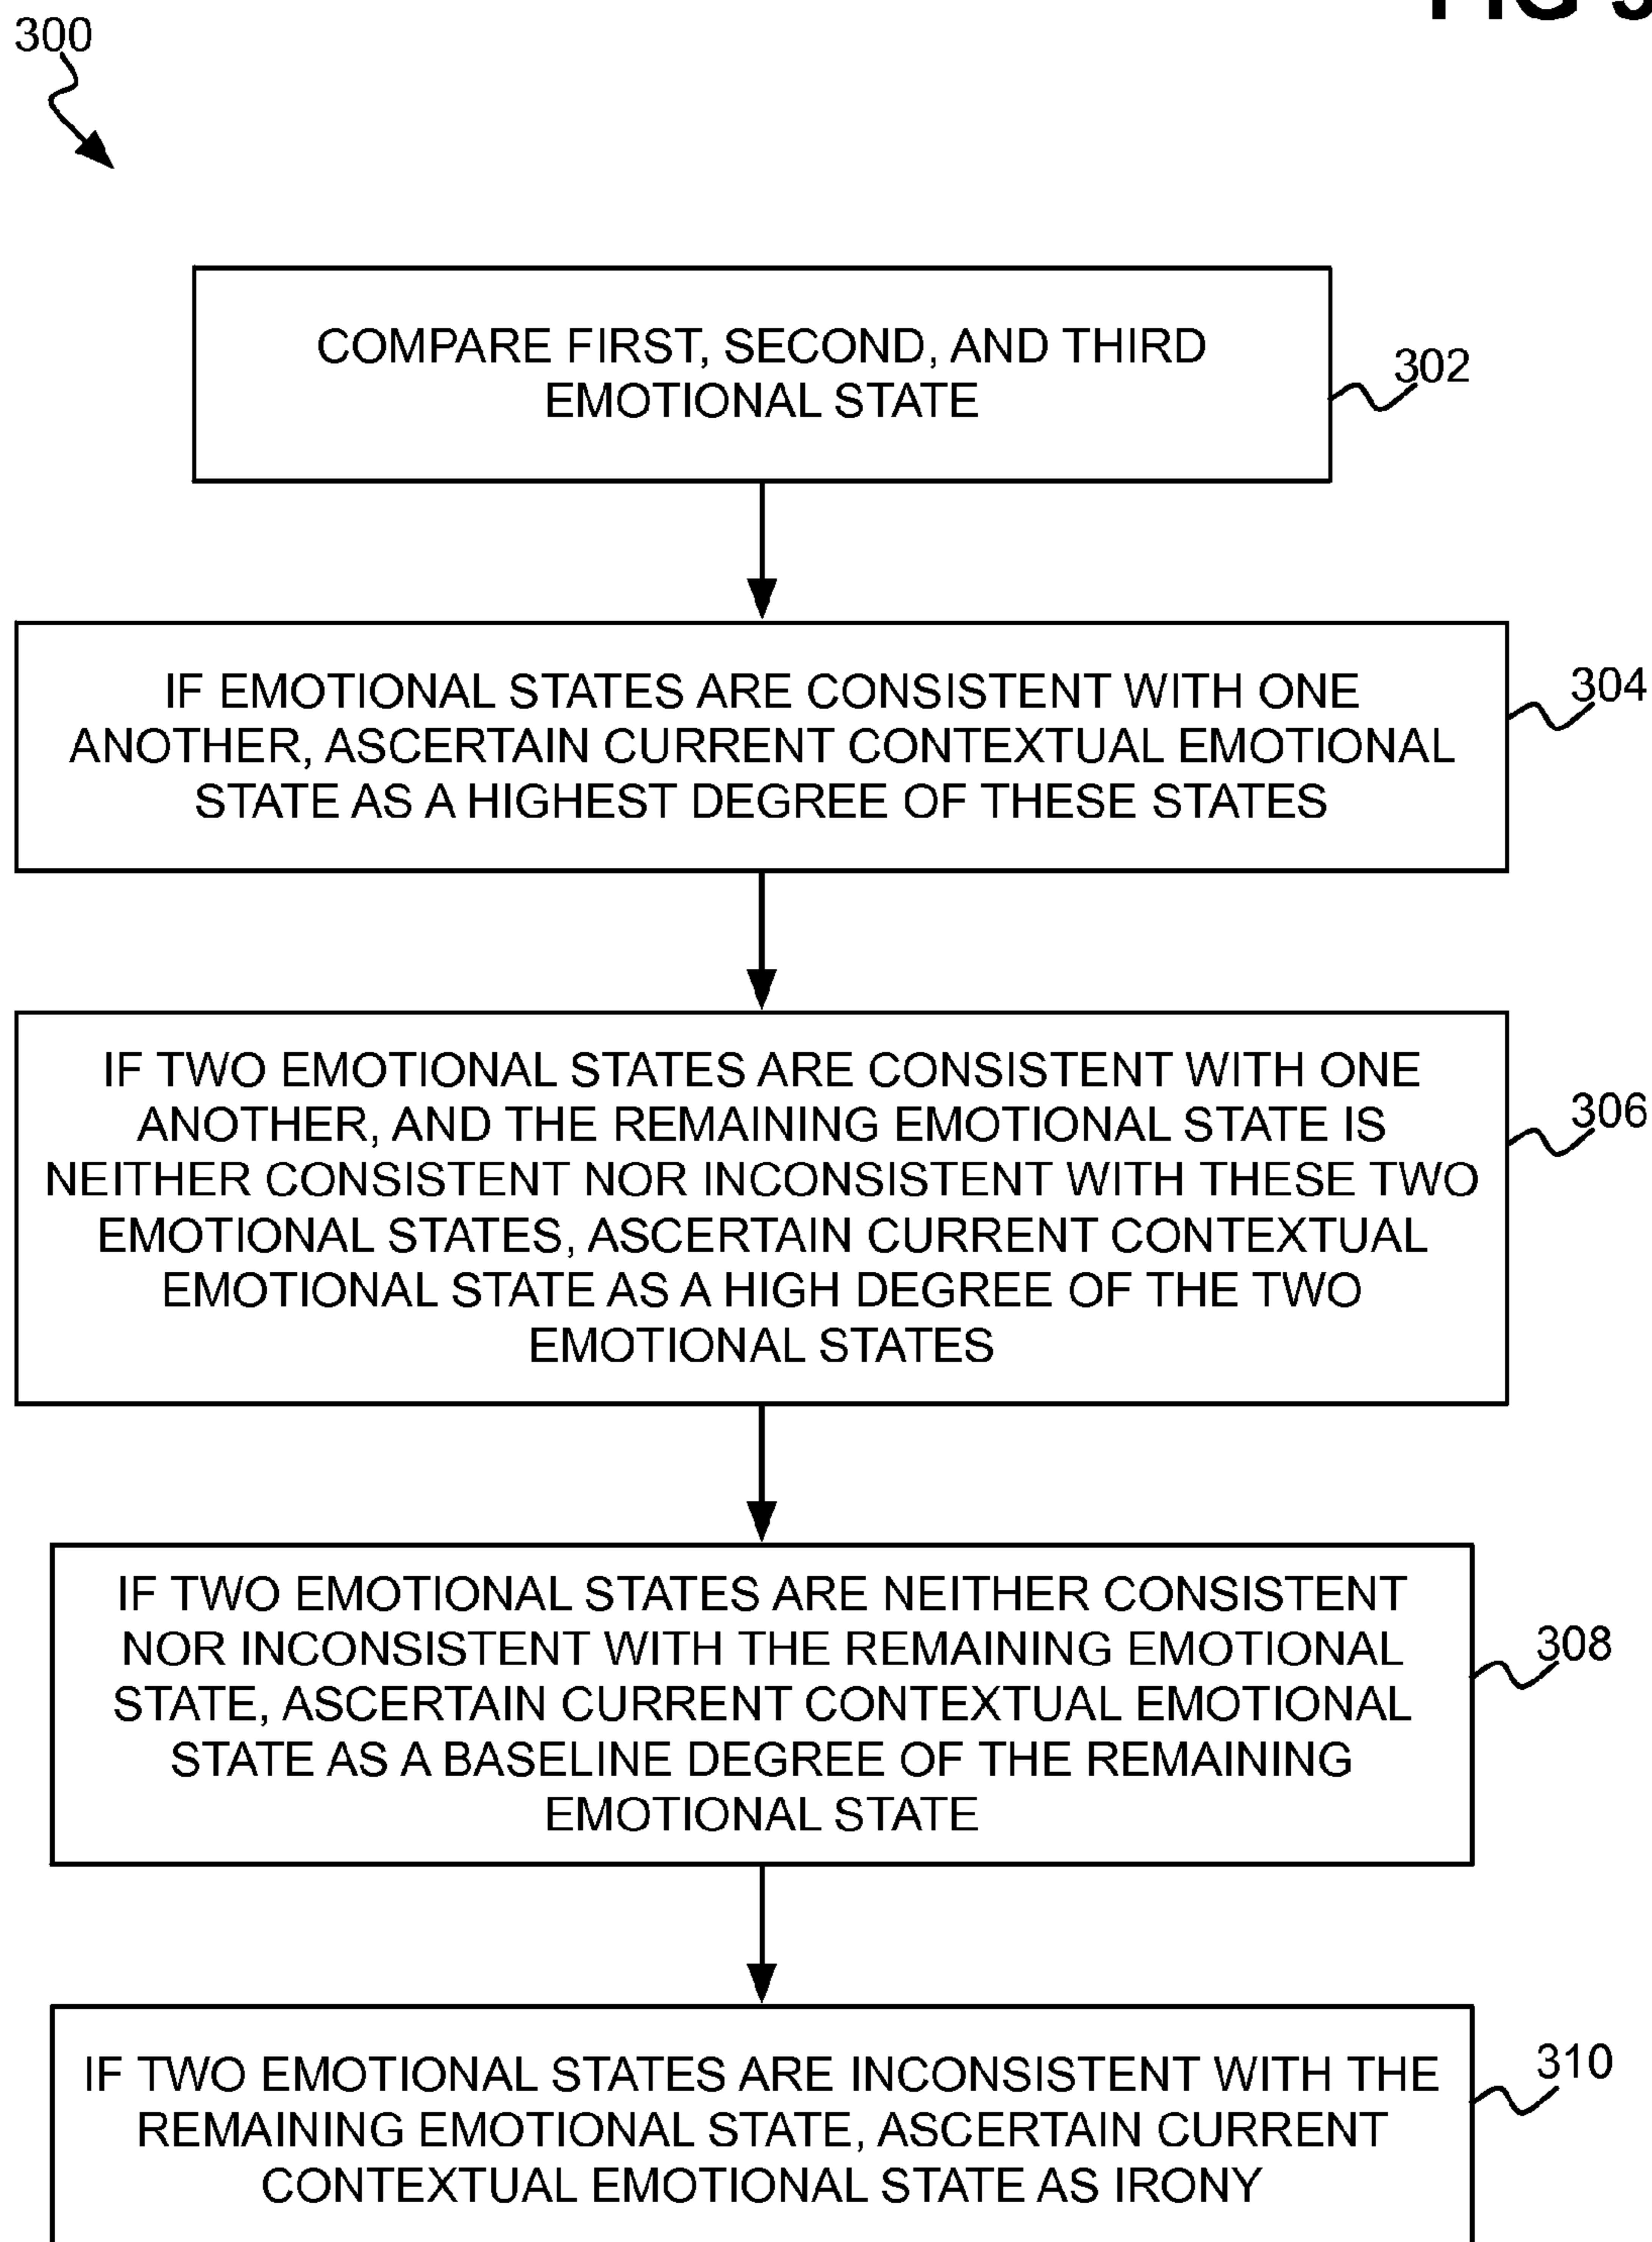 FIG 3
300
COMPARE FIRST, SECOND, AND THIRD
EMOTIONAL STATE
302
IF EMOTIONAL STATES ARE CONSISTENT WITH ONE
ANOTHER, ASCERTAIN CURRENT CONTEXTUAL EMOTIONAL
STATE AS A HIGHEST DEGREE OF THESE STATES
304
IF TWO EMOTIONAL STATES ARE CONSISTENT WITH ONE
ANOTHER, AND THE REMAINING EMOTIONAL STATE IS
NEITHER CONSISTENT NOR INCONSISTENT WITH THESE TWO
EMOTIONAL STATES, ASCERTAIN CURRENT CONTEXTUAL
EMOTIONAL STATE AS A HIGH DEGREE OF THE TWO
EMOTIONAL STATES
306
IF TWO EMOTIONAL STATES ARE NEITHER CONSISTENT
NOR INCONSISTENT WITH THE REMAINING EMOTIONAL
STATE, ASCERTAIN CURRENT CONTEXTUAL EMOTIONAL
STATE AS A BASELINE DEGREE OF THE REMAINING
EMOTIONAL STATE
308
IF TWO EMOTIONAL STATES ARE INCONSISTENT WITH THE
REMAINING EMOTIONAL STATE, ASCERTAIN CURRENT
CONTEXTUAL EMOTIONAL STATE AS IRONY
310